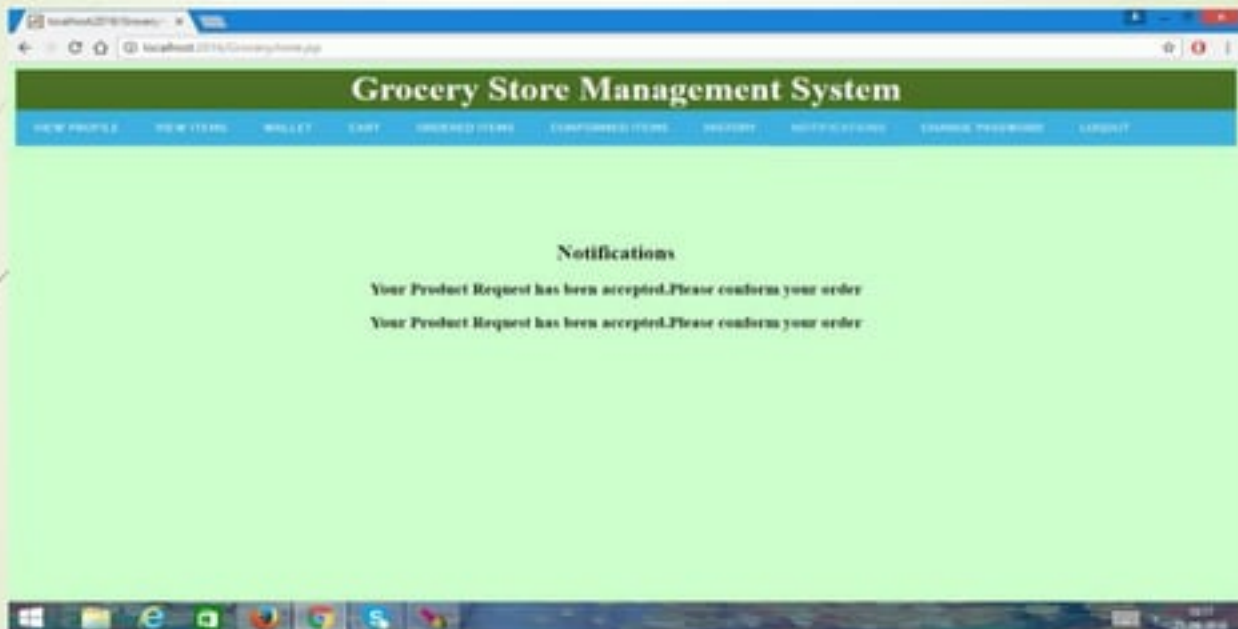 Grocery Store Management System
VIEW PROFILE VIEW ITEMS WALLET CART ORDERED ITEMS CONFORMED ITEMS HISTORY NOTIFICATIONS CHANGE PASSWORD LOGOUT
Notifications
Your Product Request has been accepted.Please conform your order
Your Product Request has been accepted.Please conform your order